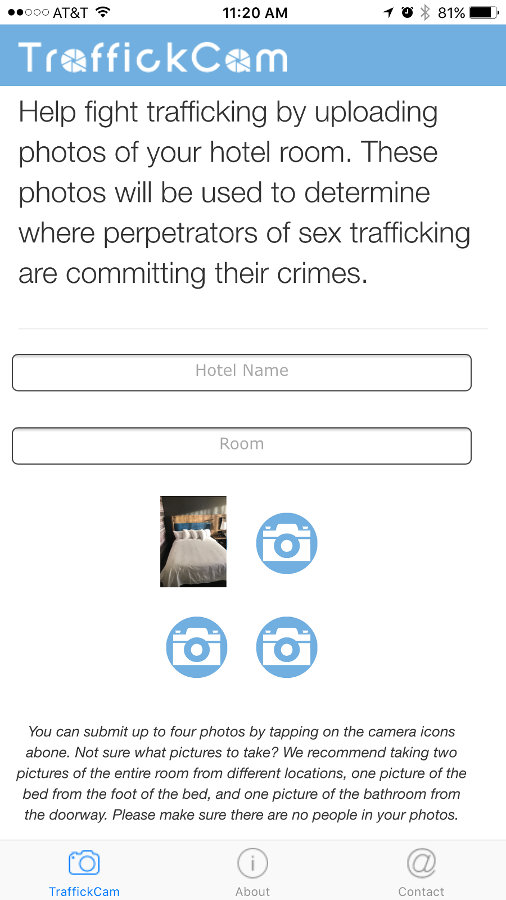 AT&T 11:20 AM 81%
TraffickCam
Help fight trafficking by uploading
photos of your hotel room. These
photos will be used to determine
where perpetrators of sex trafficking
are committing their crimes.
Hotel Name
Room
You can submit up to four photos by tapping on the camera icons
abone. Not sure what pictures to take? We recommend taking two
pictures of the entire room from different locations, one picture of the
bed from the foot of the bed, and one picture of the bathroom from
the doorway. Please make sure there are no people in your photos.
TraffickCam About Contact